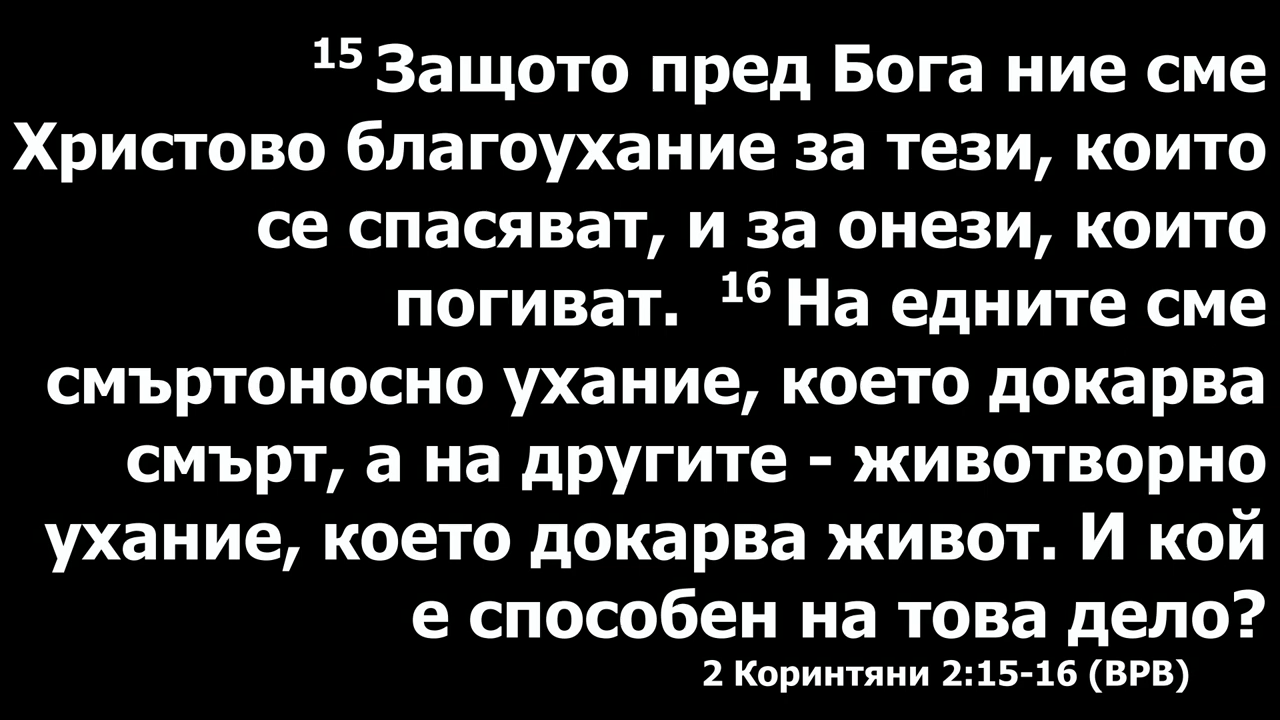 15 Защото пред Бога ние сме
Христово благоухание за тези, които
се спасяват, и за онези, които
погиват. 16 На едните сме
смъртоносно ухание, което докарва
смърт, а на другите - животворно
ухание, което докарва живот. И кой
е способен на това дело?
2 Коринтяни 2:15-16 (ВРВ)